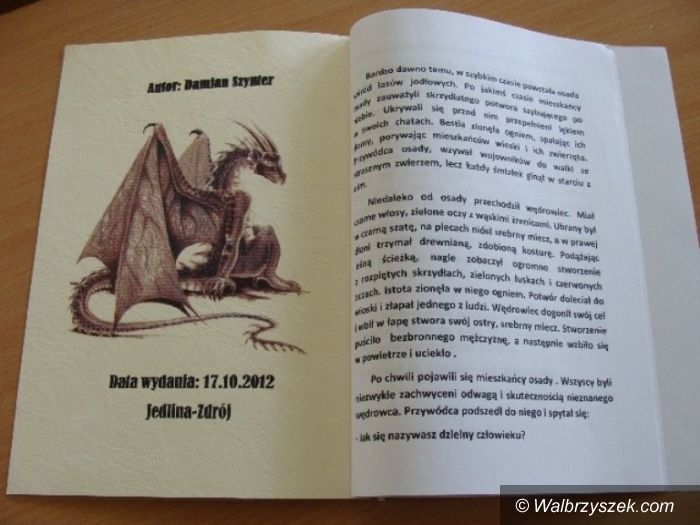 Autor: Damian Szynter
Data wydania: 17.10.2012
Jedlina-Zdrój
Bardzo dawno temu, w szybkim czasie powstała osada
wśród lasów jodłowych. Po jakimś czasie mieszkańcy
osady zauważyli skrzydlatego potwora szybującego po
niebie. Ukrywali się przed nim przepełnieni lękiem
w swoich chatach. Bestia zionęła ogniem, spalając ich
domy, porywając mieszkańców wioski i ich zwierzęta.
Przywódca osady, wzywał wojowników do walki ze
strasznym zwierzem, lecz każdy śmiałek ginął w starciu z
nim.
Niedaleko od osady przechodził wędrowiec. Miał
czarne włosy, zielone oczy z wąskimi źrenicami. Ubrany był
w czarną szatę, na plecach niósł srebrny miecz, a w prawej
dłoni trzymał drewnianą, zdobioną kosturę. Podążając
leśną ścieżką, nagle zobaczył ogromne stworzenie
o rozpiętych skrzydłach, zielonych łuskach i czerwonych
oczach. Istota zionęła w niego ogniem. Potwór doleciał do
wioski i złapał jednego z ludzi. Wędrowiec dogonił swój cel
i wbił w łapę stwora swój ostry, srebrny miecz. Stworzenie
puściło bezbronnego mężczyznę, a następnie wzbiło się
w powietrze i uciekło .
Po chwili pojawili się mieszkańcy osady . Wszyscy byli
niezwykle zachwyceni odwagą i skutecznością nieznanego
wędrowca. Przywódca podszedł do niego i spytał się:
- Jak się nazywasz dzielny człowieku?
© Walbrzyszek.com